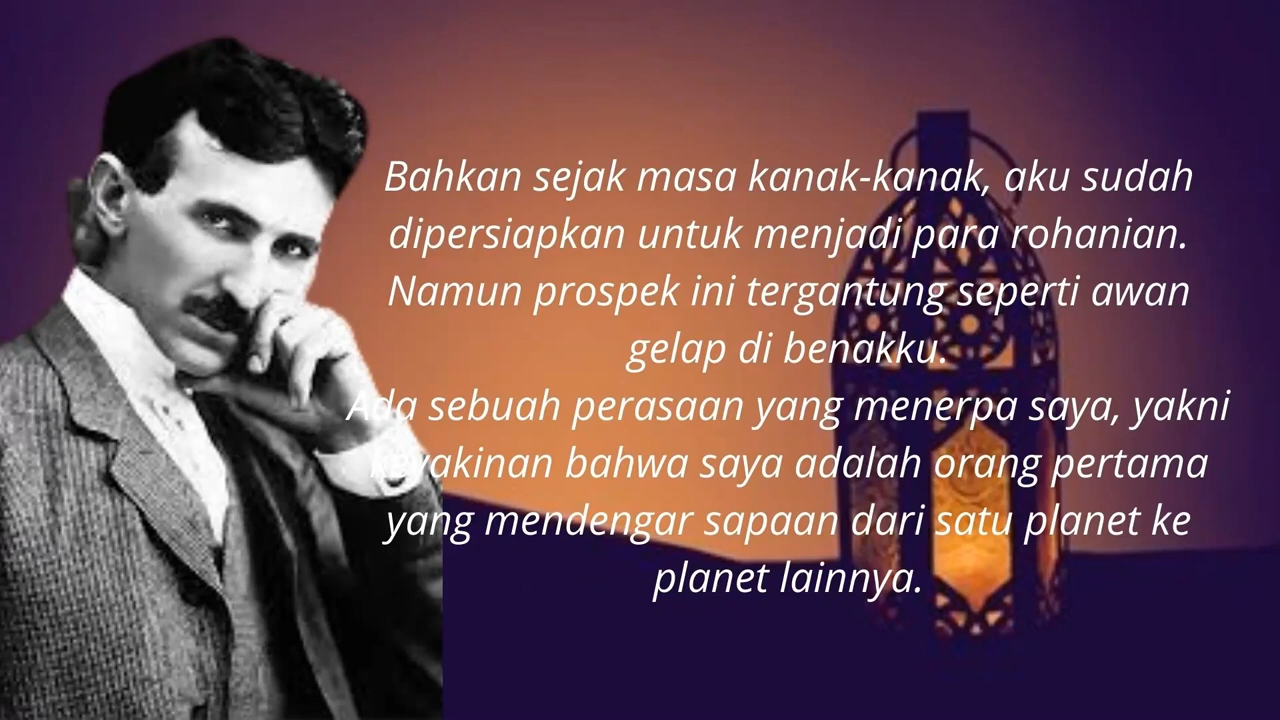 Bahkan sejak masa kanak-kanak, aku sudah
dipersiapkan untuk menjadi para rohanian.
Namun prospek ini tergantung seperti awan
gelap di benakku.
Ada sebuah perasaan yang menerpa saya, yakni
keyakinan bahwa saya adalah orang pertama
yang mendengar sapaan dari satu planet ke
planet lainnya.